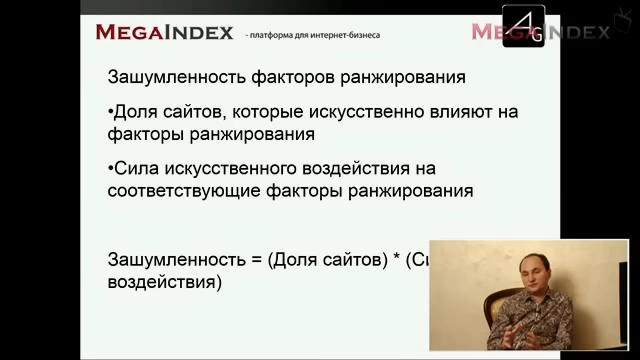 MEGAINDEX - платформа для интернет-бизнеса
AG
MEGAINDEX
Зашумленность факторов ранжирования
•Доля сайтов, которые искусственно влияют на
факторы ранжирования
•Сила искусственного воздействия на
соответствующие факторы ранжирования
Зашумленность = (Доля сайтов) * (Си
воздействия)